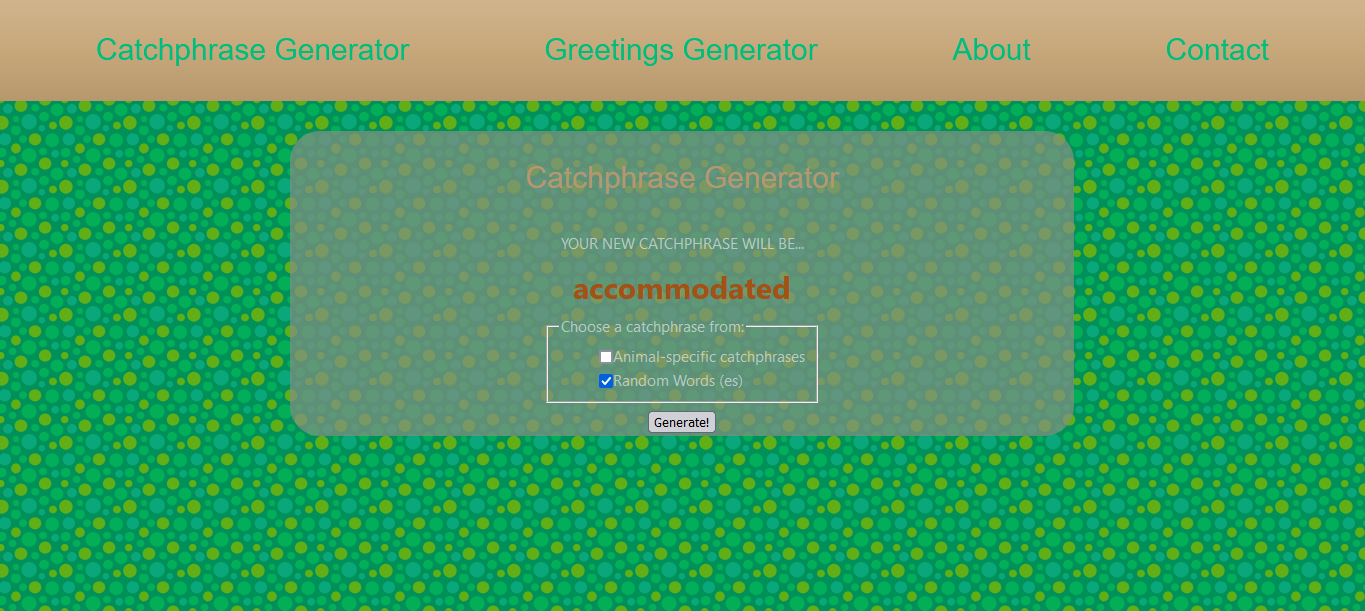 Catchphrase Generator Greetings Generator About Contact
Catchphrase Generator
YOUR NEW CATCHPHRASE WILL BE...
accommodated
Choose a catchphrase from:
Animal-specific catchphrases
Random Words (es)
Generate!